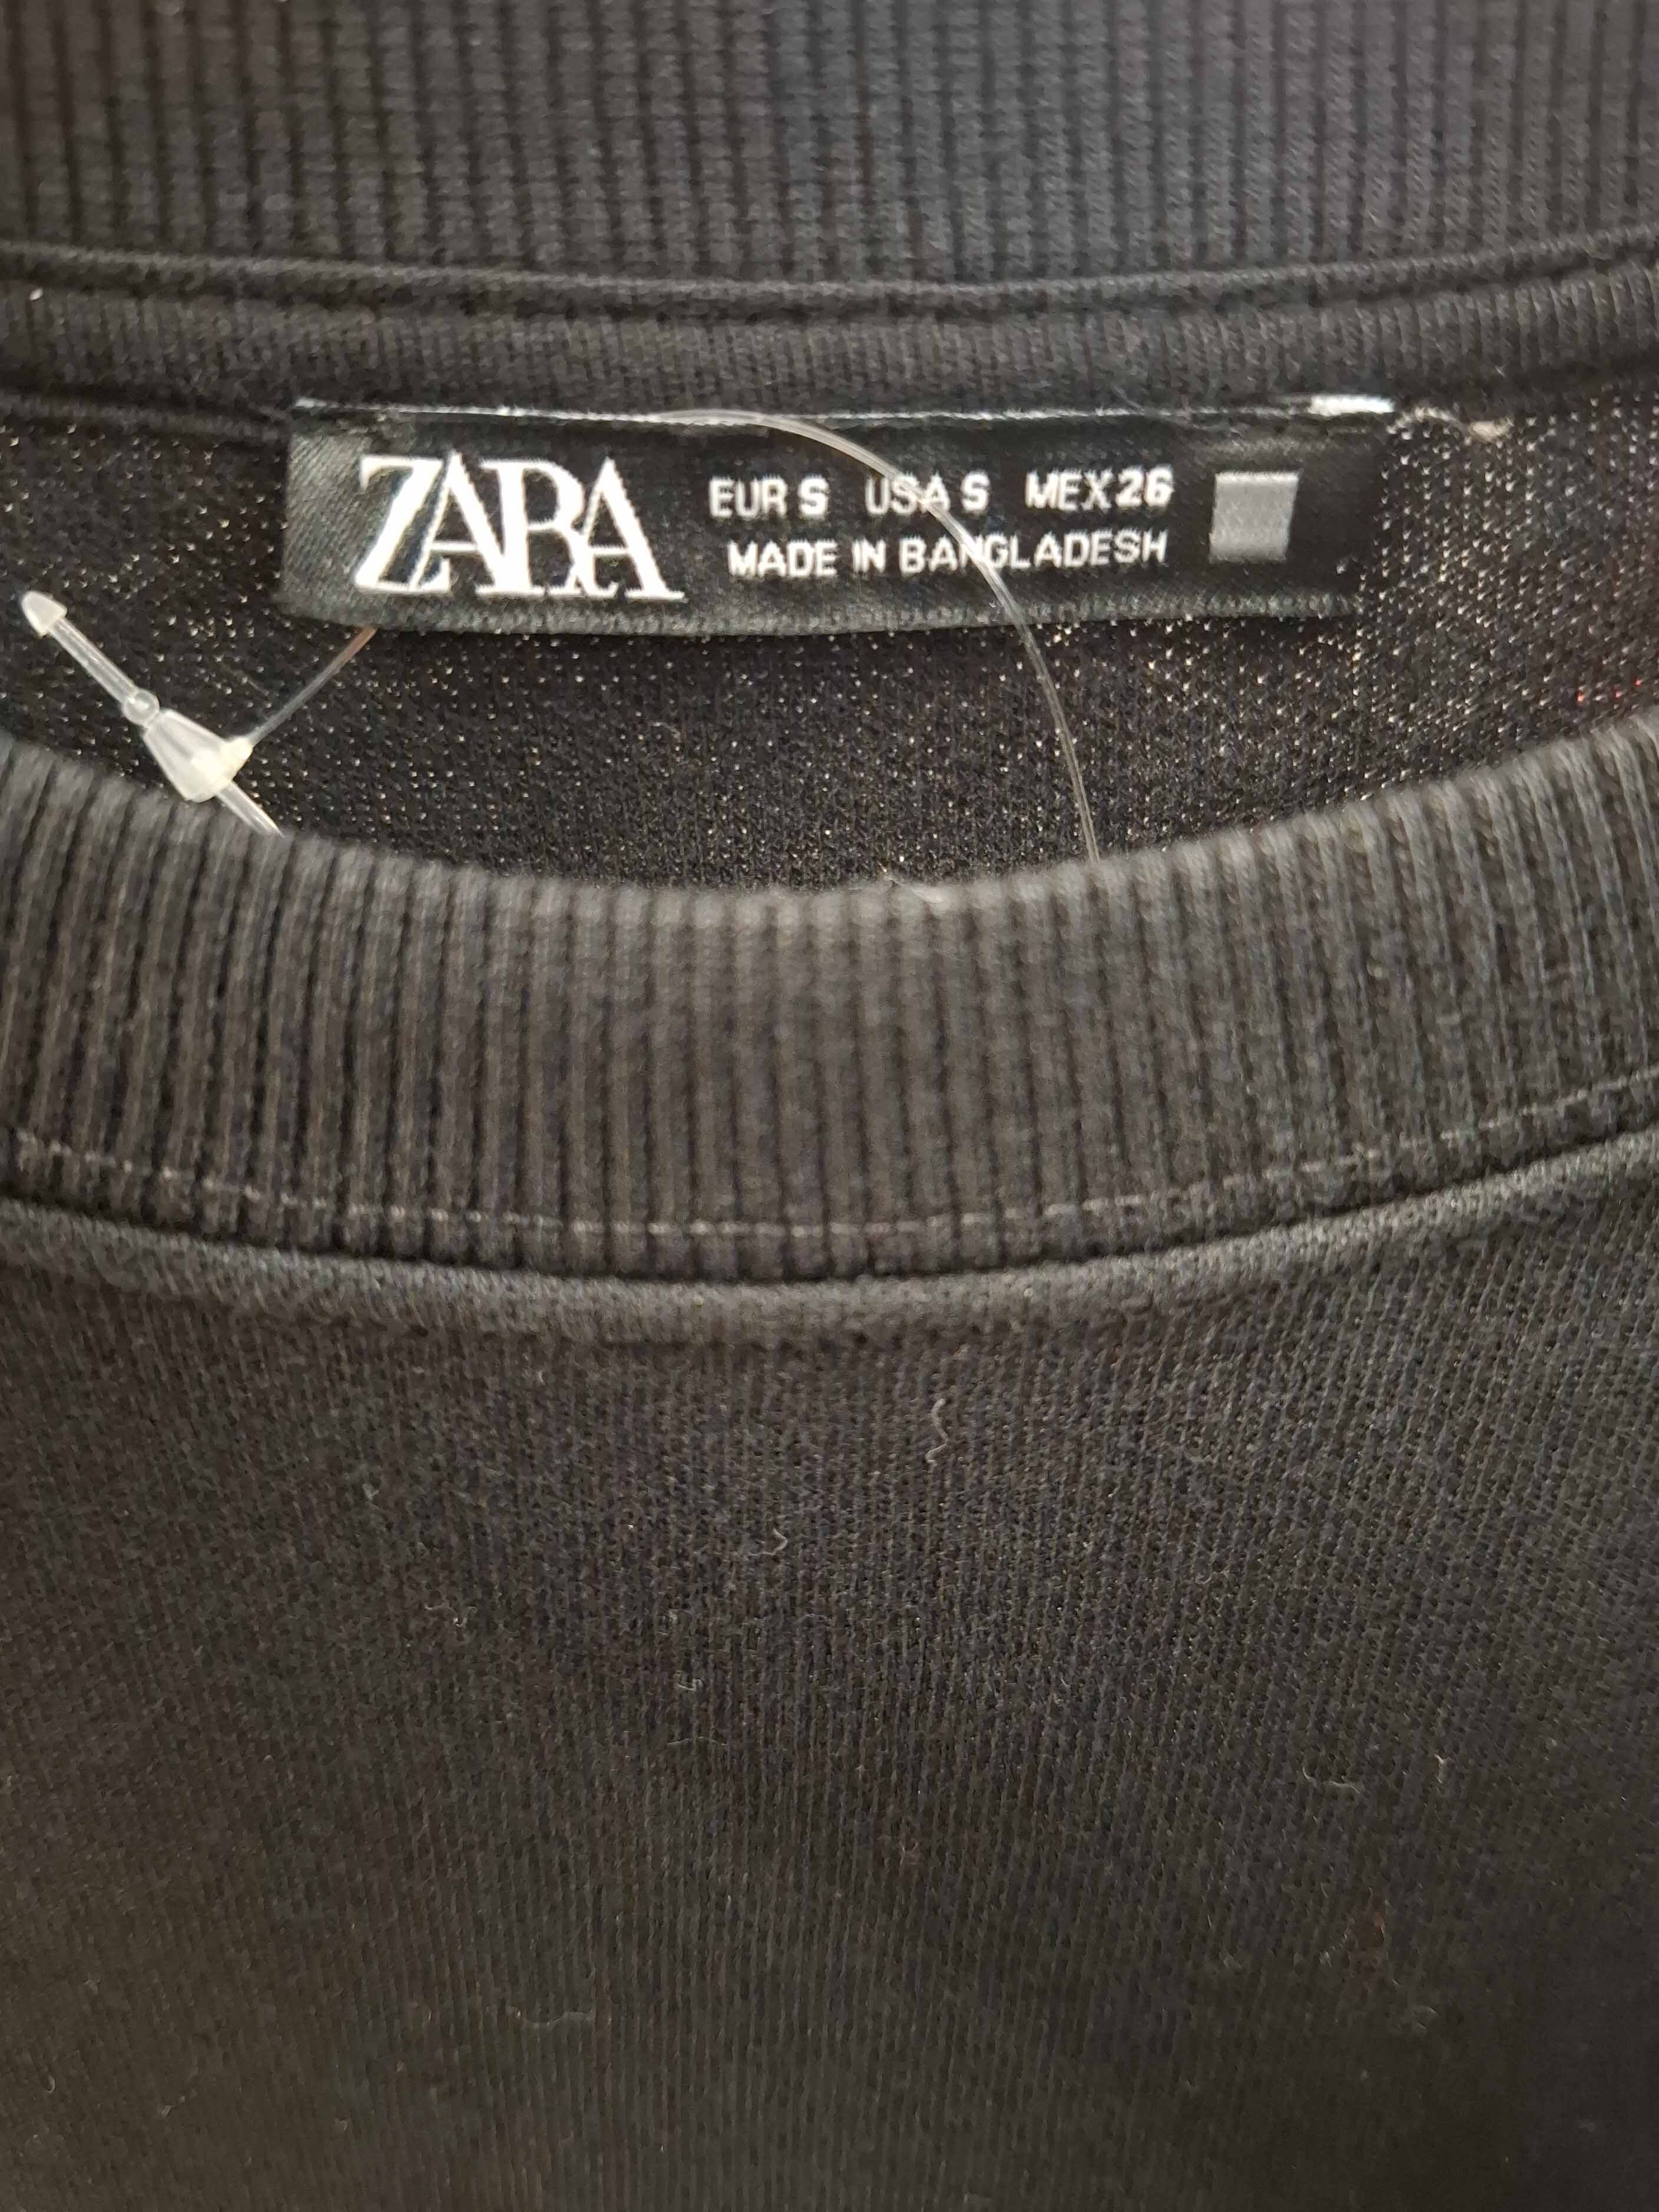 ZARA
EUR S USA S MEX 26
MADE IN BANGLADESH